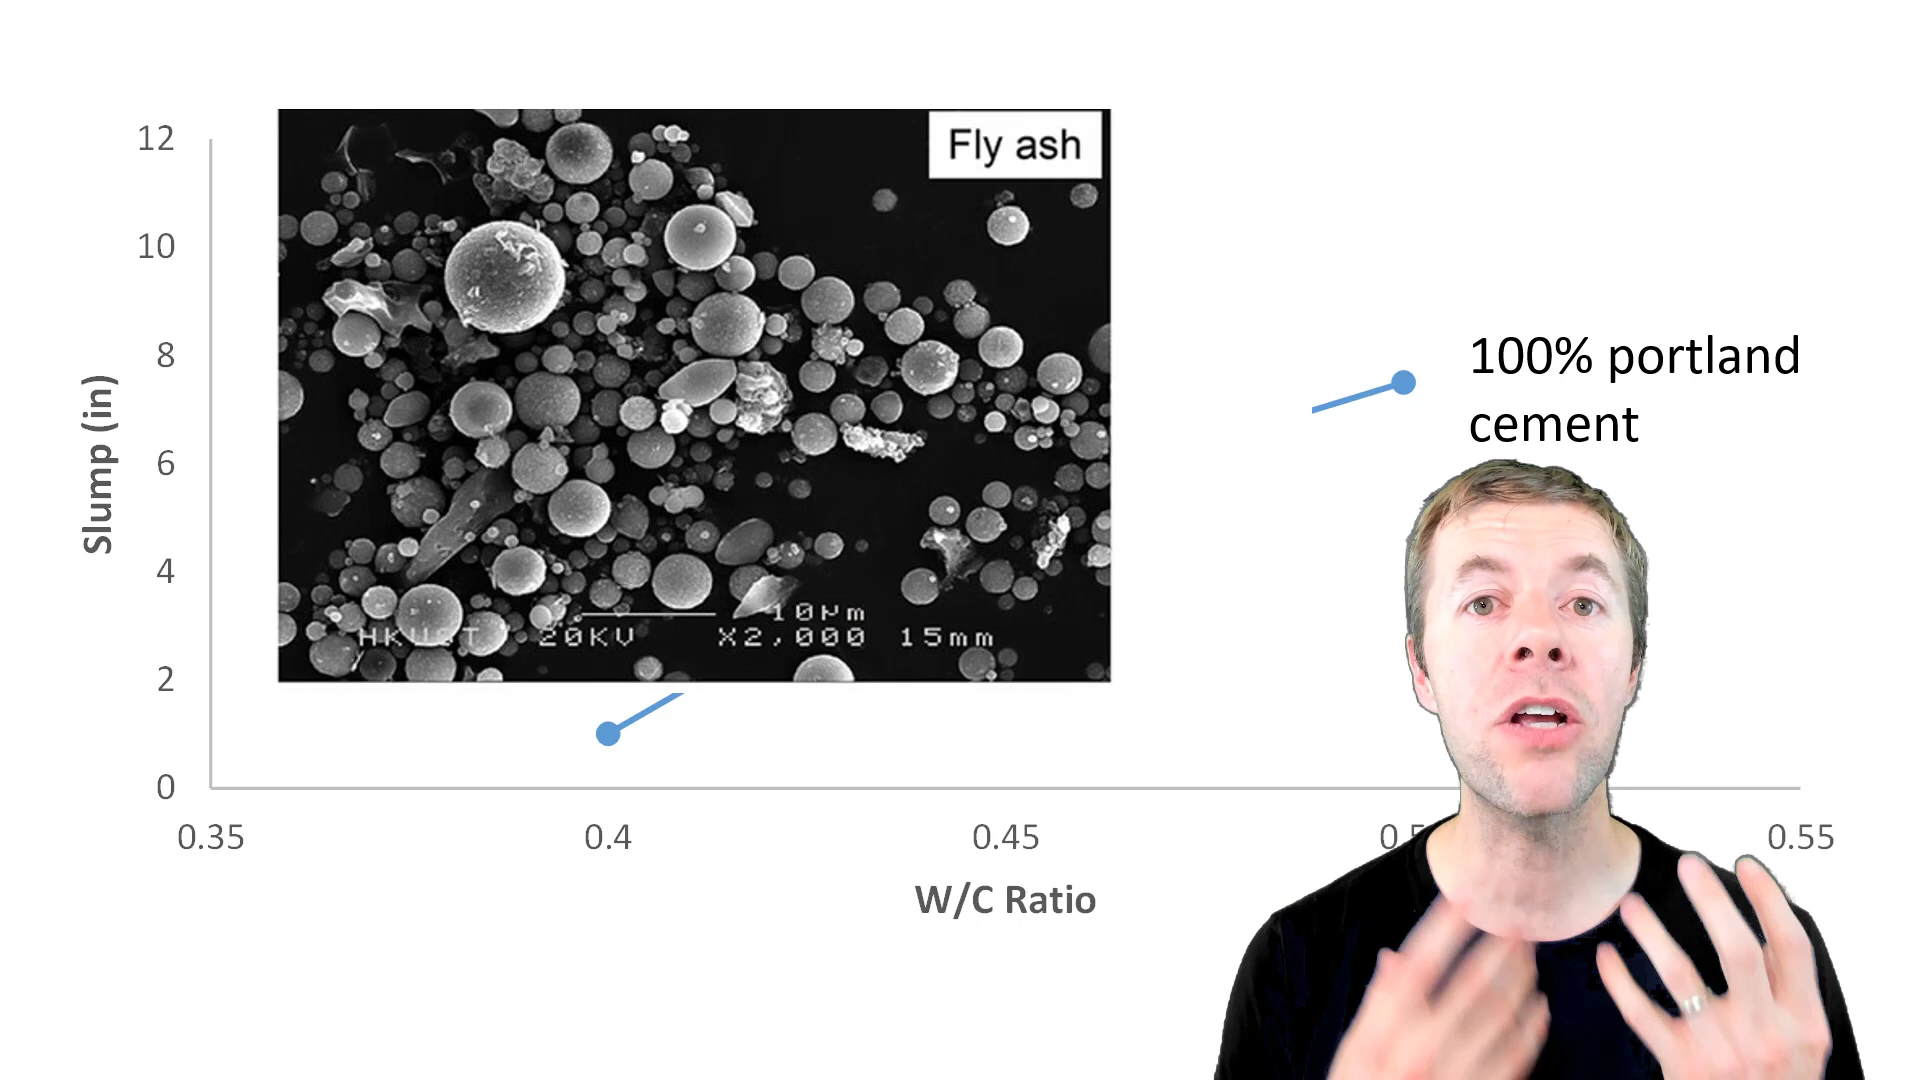 Fly ash
12
10
8
6
4
2
0
Slump (in)
100% portland
cement
10µm
20KV X2,000 15mm
0.35 0.4 0.45 0.55
W/C Ratio